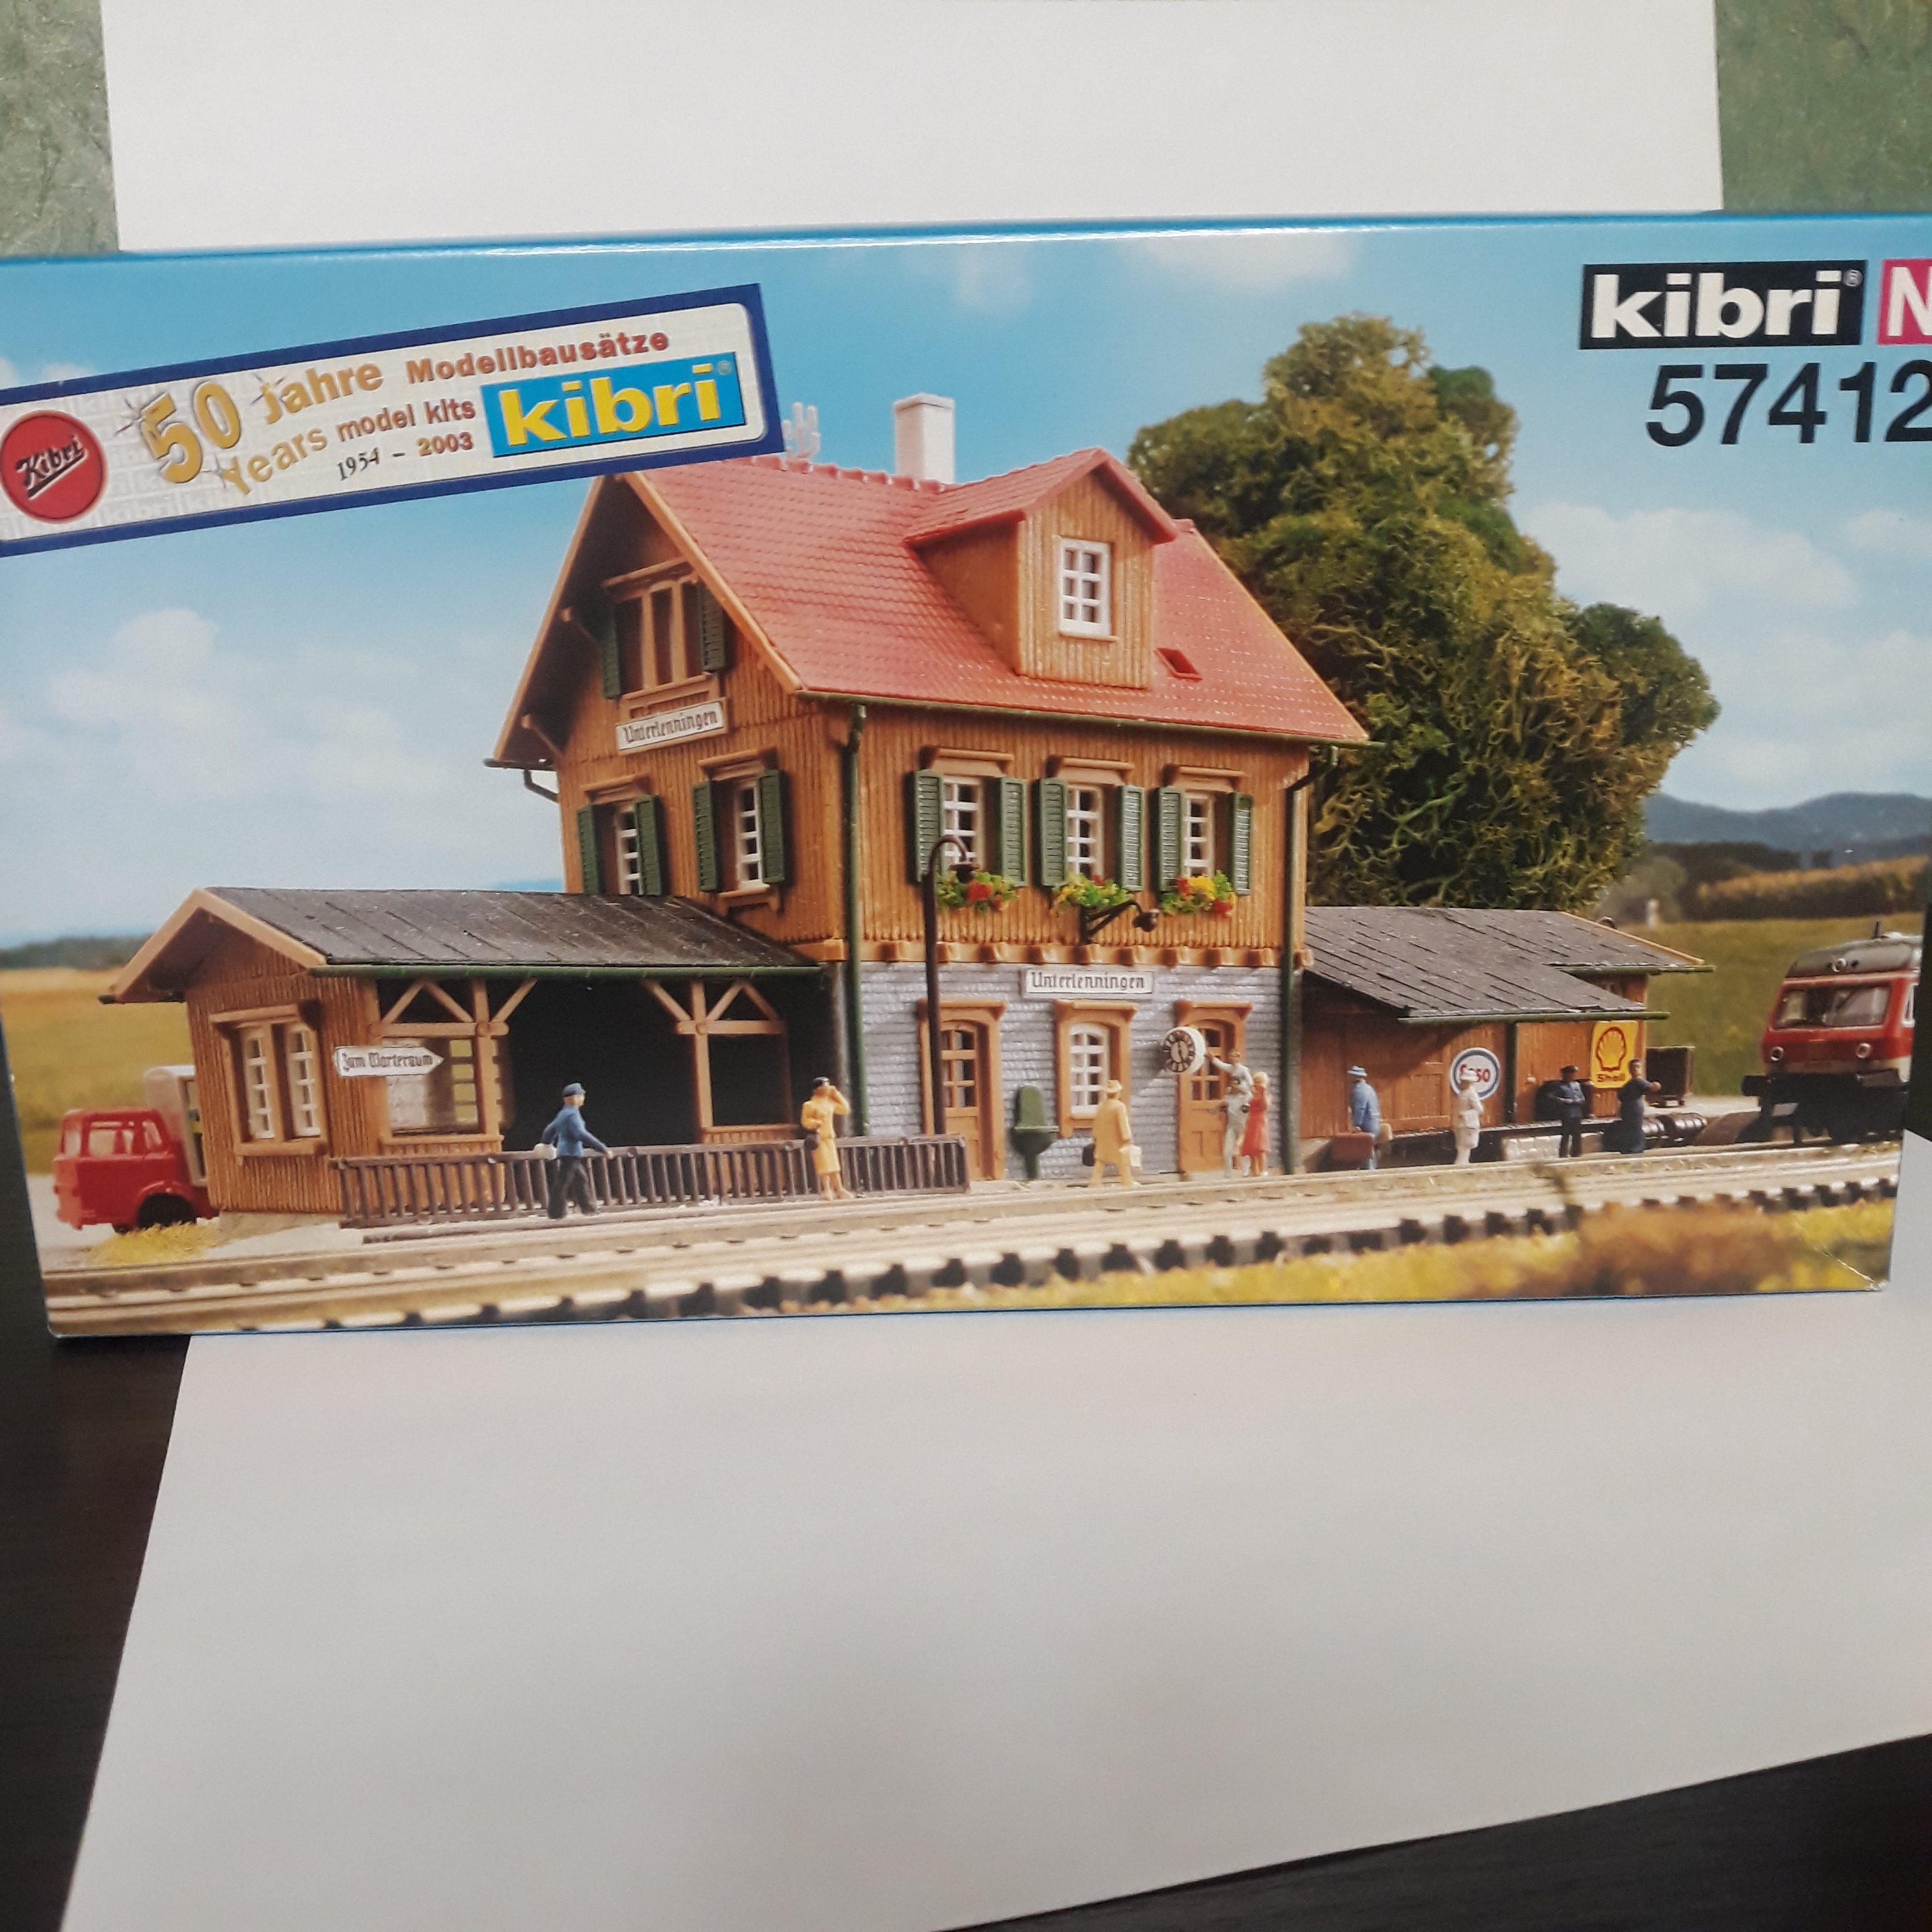 50 Jahre Modellbausätze
Years model kits
1954 - 2003
kibri®
Kibri
kibri® N
57412
Unterlenningen
Unterlenningen
Zum Warteraum
Esso
Shell